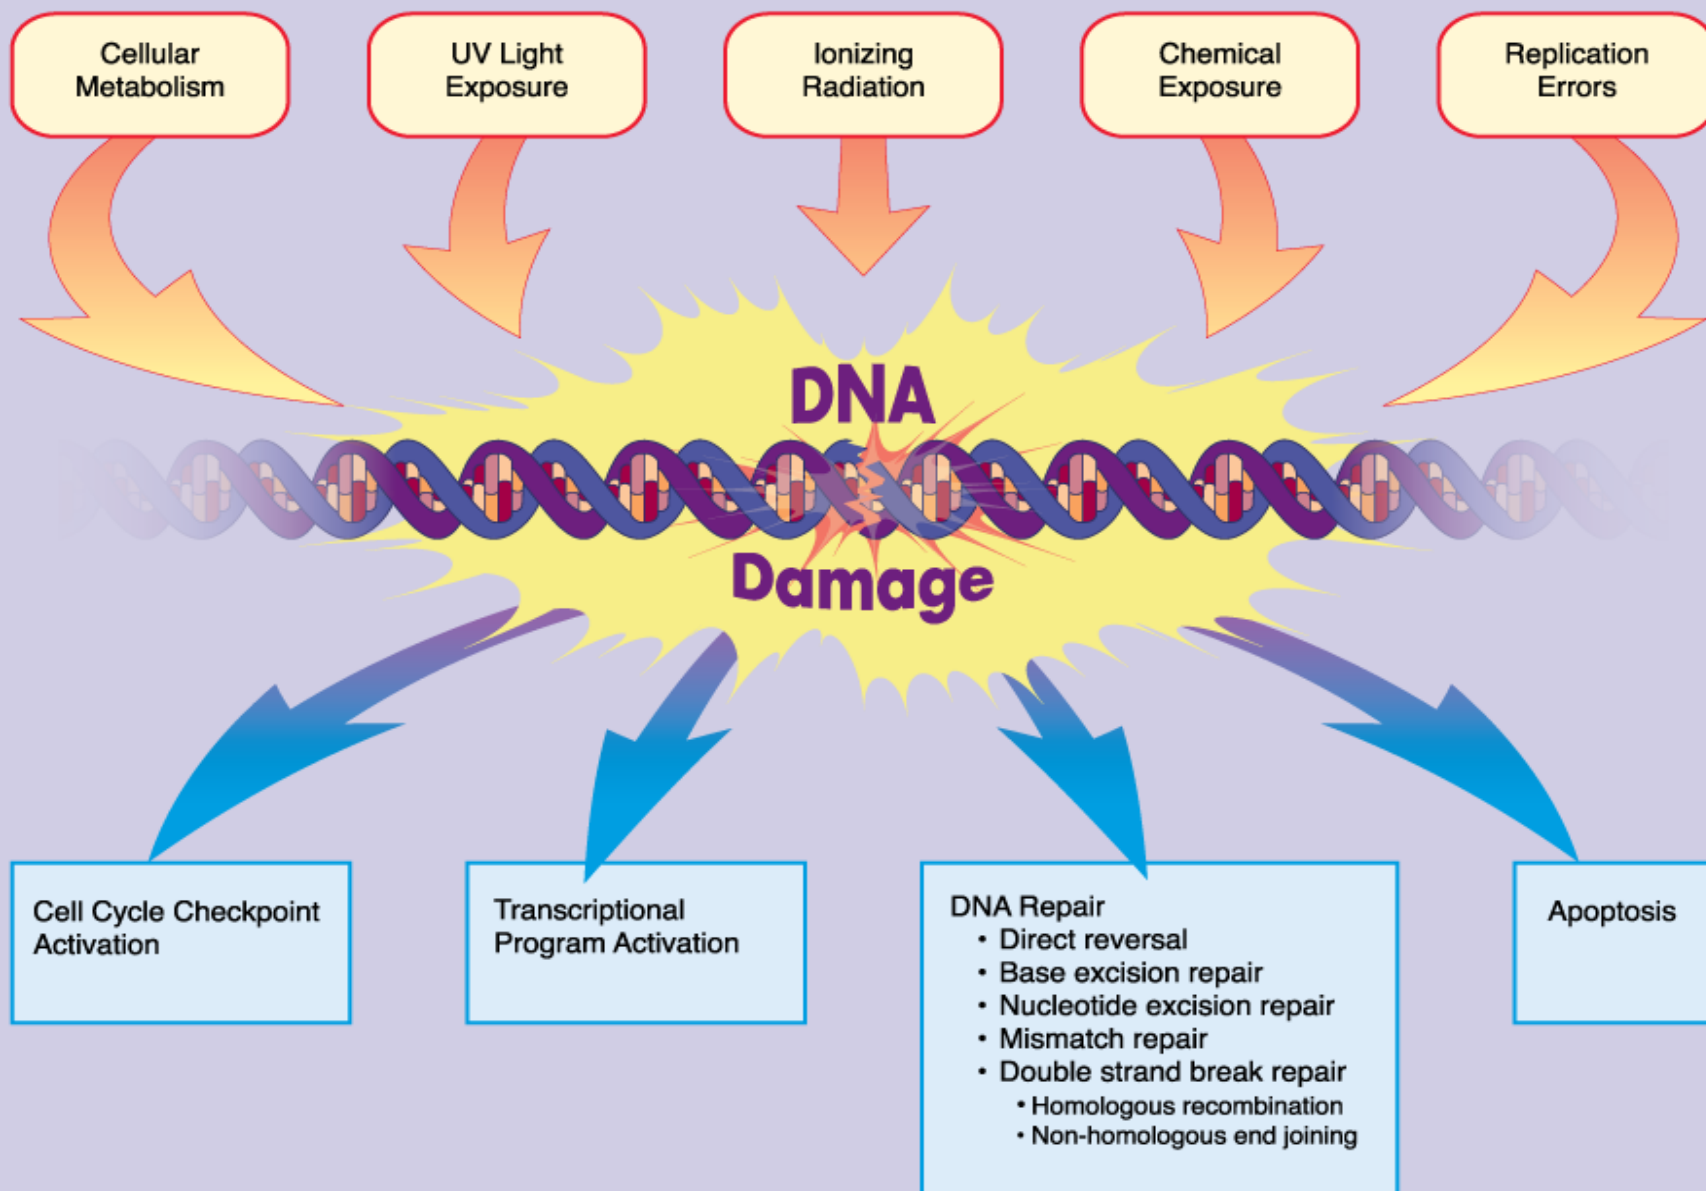 Cellular
Metabolism
UV Light
Exposure
Ionizing
Radiation
Chemical
Exposure
Replication
Errors
DNA
Damage
Cell Cycle Checkpoint
Activation
Transcriptional
Program Activation
DNA Repair
• Direct reversal
• Base excision repair
• Nucleotide excision repair
• Mismatch repair
• Double strand break repair
• Homologous recombination
• Non-homologous end joining
Apoptosis